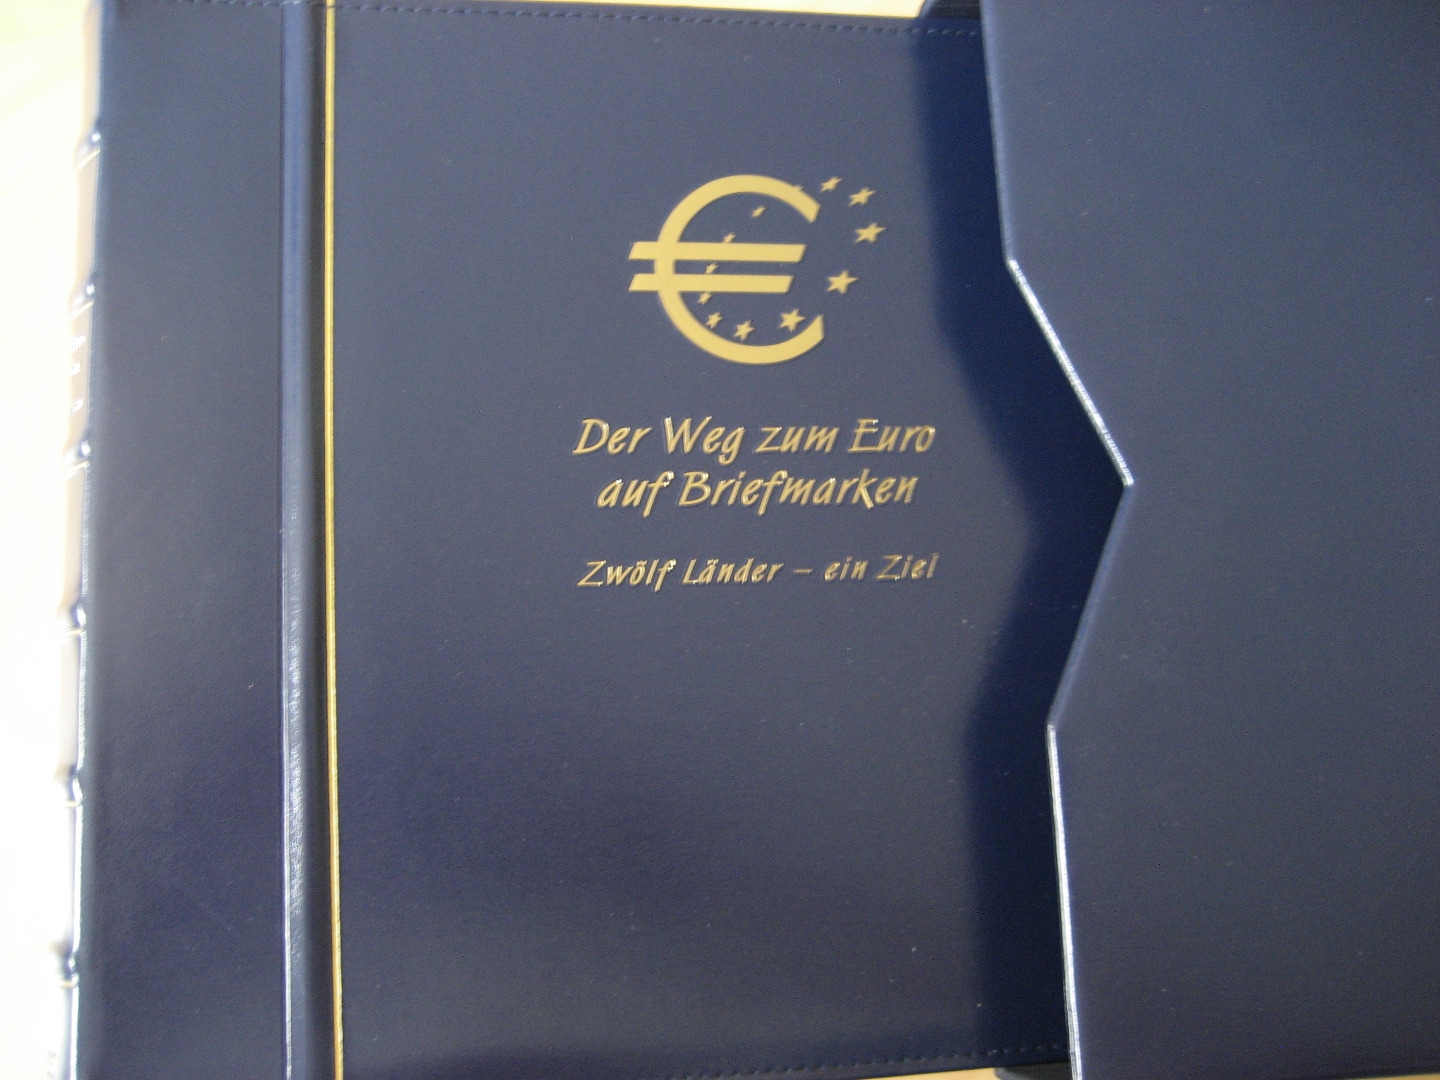 €
Der Weg zum Euro
auf Briefmarken
Zwölf Länder – ein Ziel